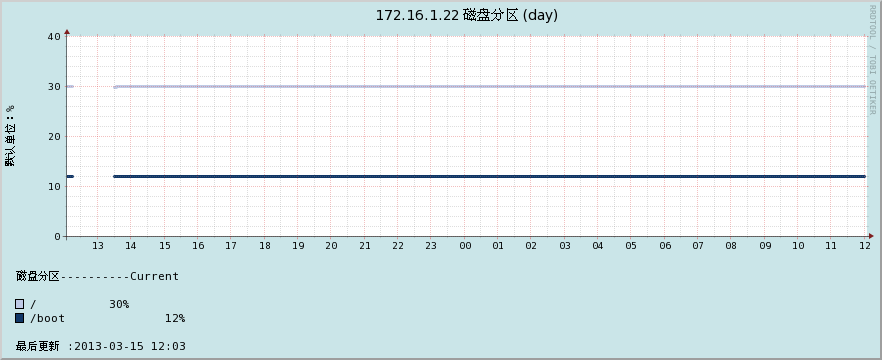 172.16.1.22 磁盘分区 (day)
RRDTOOL / TOBI OETIKER
默认单位：%
40
30
20
10
0
13 14 15 16 17 18 19 20 21 22 23 00 01 02 03 04 05 06 07 08 09 10 11 12
磁盘分区----------Current
/ 30%
/boot 12%
最后更新 :2013-03-15 12:03